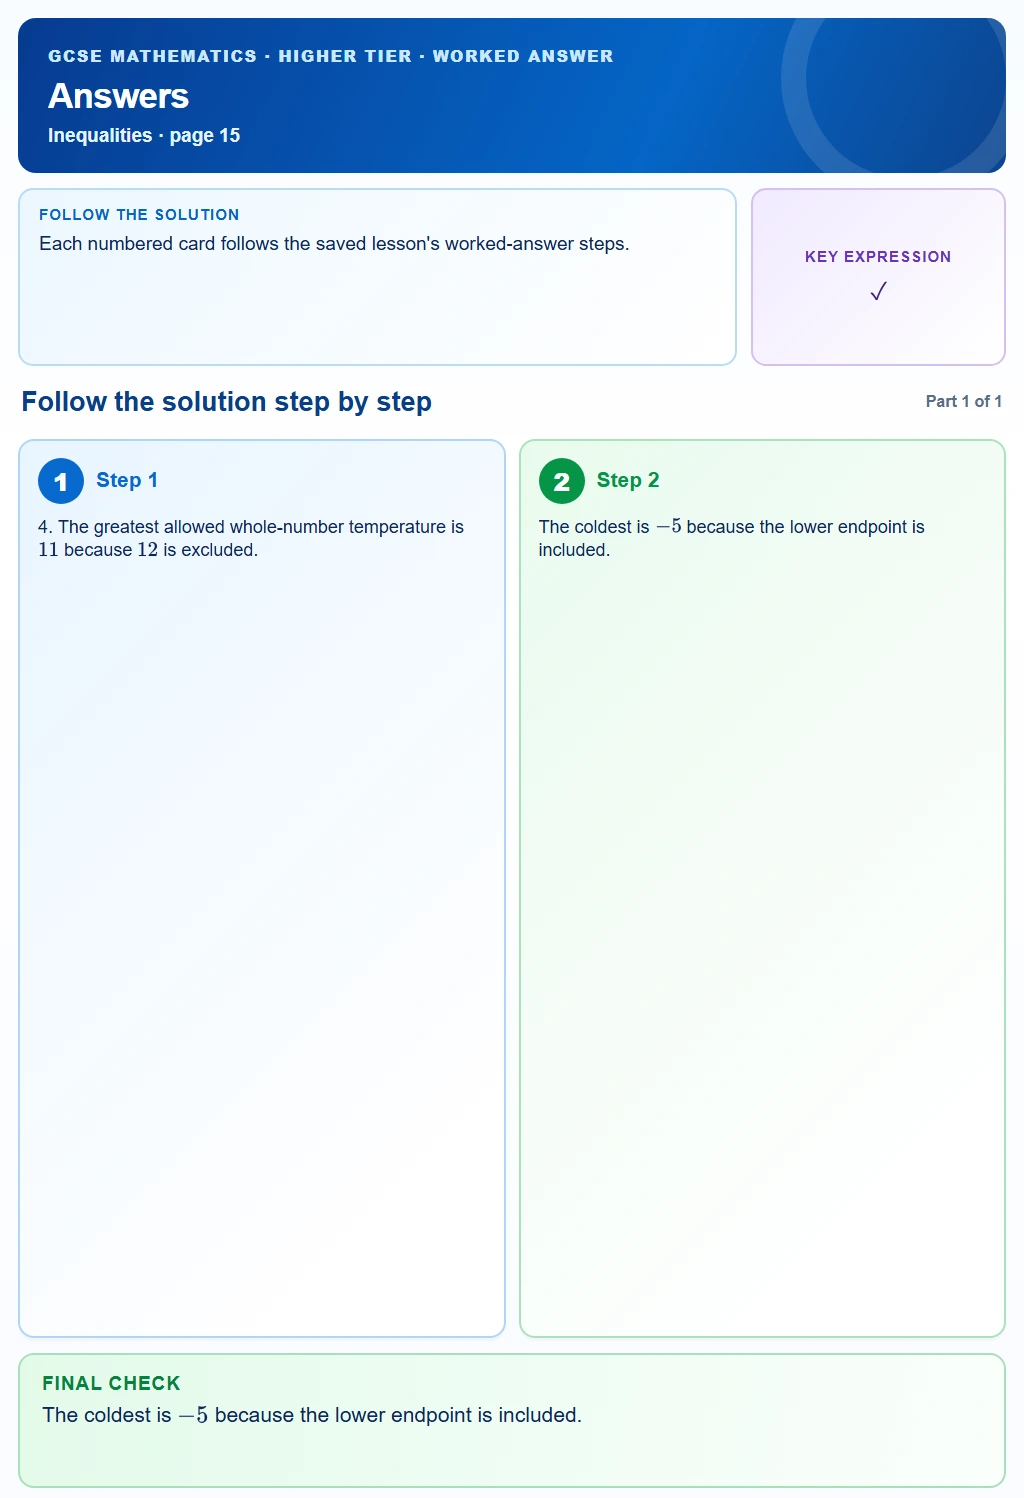 GCSE MATHEMATICS · HIGHER TIER · WORKED ANSWER
Answers
Inequalities · page 15
FOLLOW THE SOLUTION
Each numbered card follows the saved lesson's worked-answer steps.
KEY EXPRESSION
✓
Follow the solution step by step
Part 1 of 1
1 Step 1
4. The greatest allowed whole-number temperature is
11 because 12 is excluded.
2 Step 2
The coldest is −5 because the lower endpoint is
included.
FINAL CHECK
The coldest is −5 because the lower endpoint is included.